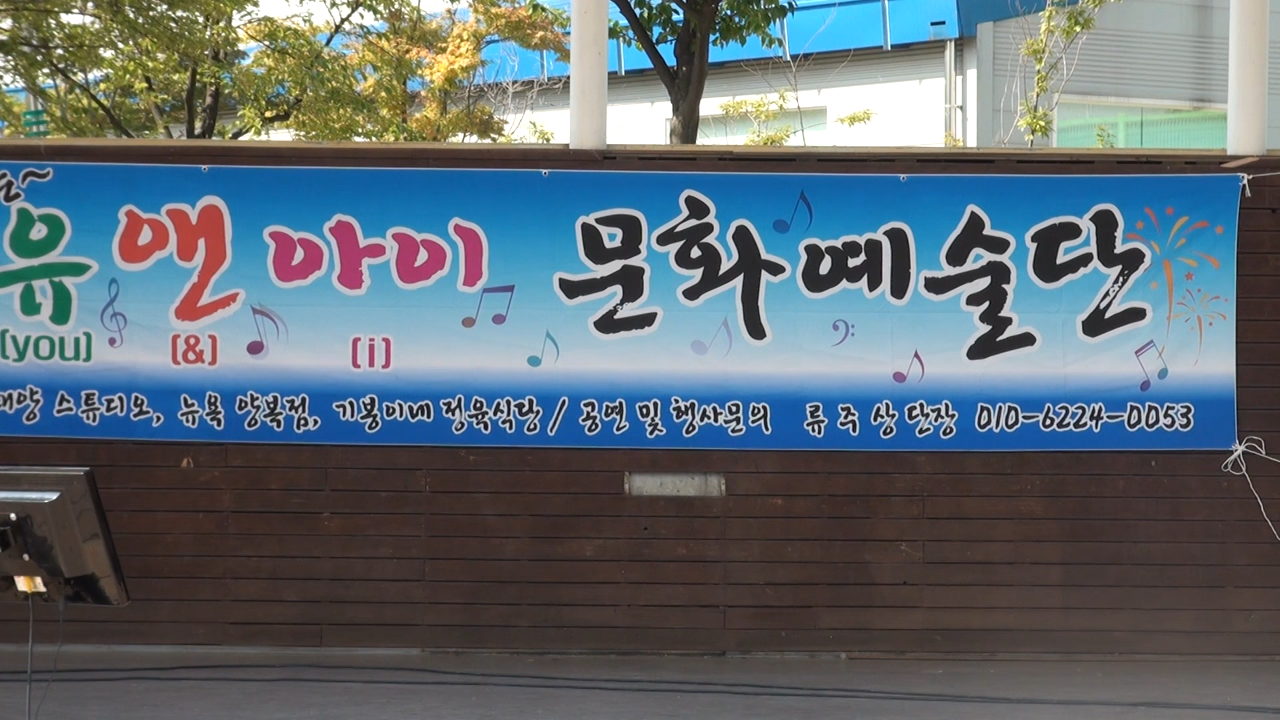 유앤아이 문화예술단
(you) (&) (i)
스튜디오, 뉴욕 양복점, 기봉이네 정육식당 / 공연 및 행사문의 류주상 단장 010-6224-0053